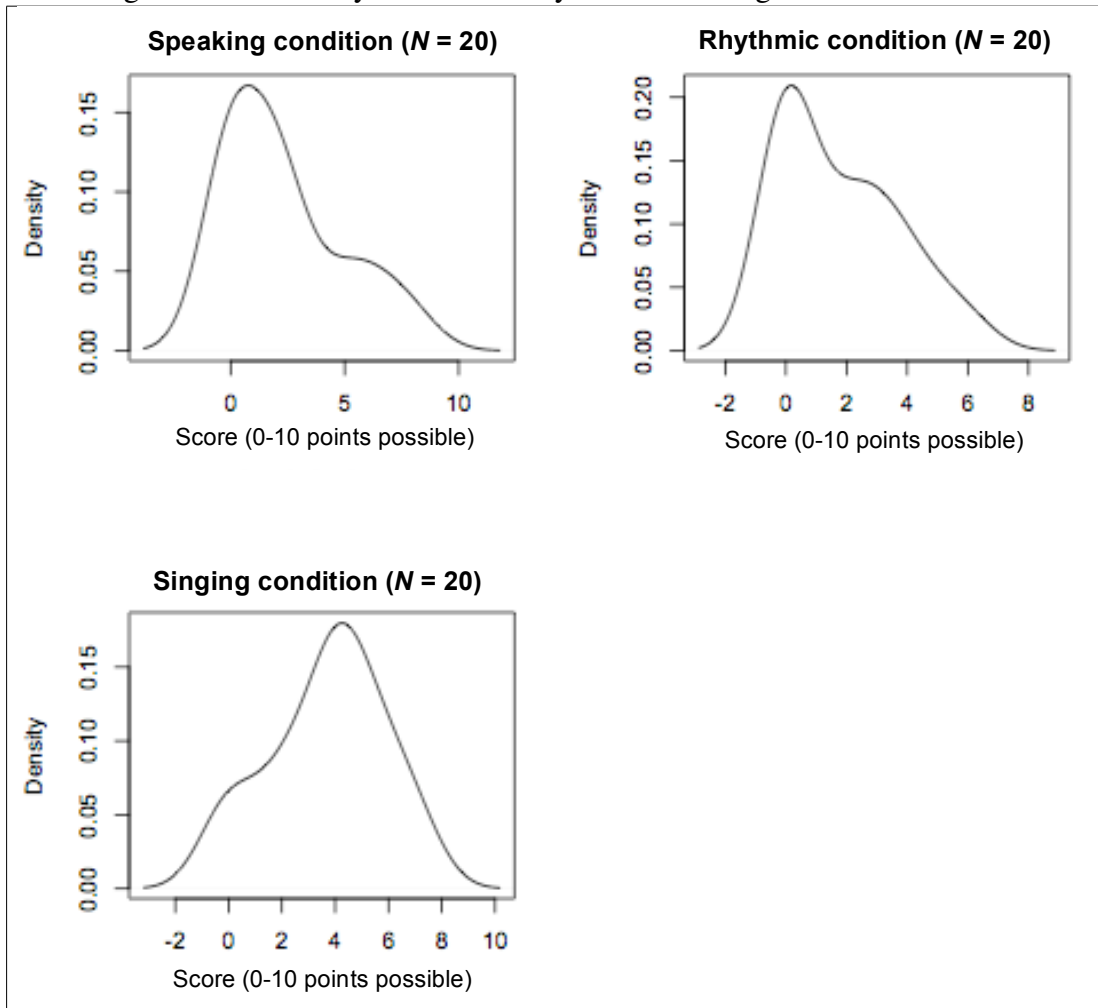 Speaking condition (N = 20)
Density
0.00 0.05 0.10 0.15
0 5 10
Score (0-10 points possible)
Rhythmic condition (N = 20)
Density
0.00 0.05 0.10 0.15 0.20
-2 0 2 4 6 8
Score (0-10 points possible)
Singing condition (N = 20)
Density
0.00 0.05 0.10 0.15
-2 0 2 4 6 8 10
Score (0-10 points possible)